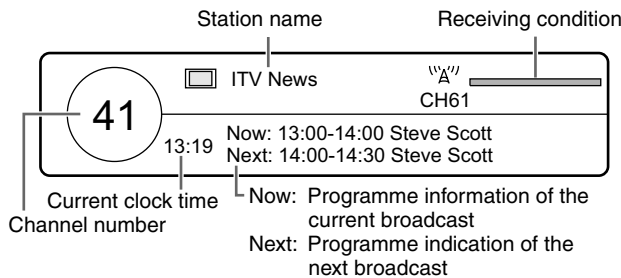 Station name
Receiving condition
ITV News
CH61
41
13:19
Now: 13:00-14:00 Steve Scott
Next: 14:00-14:30 Steve Scott
Current clock time
Channel number
Now: Programme information of the
current broadcast
Next: Programme indication of the
next broadcast